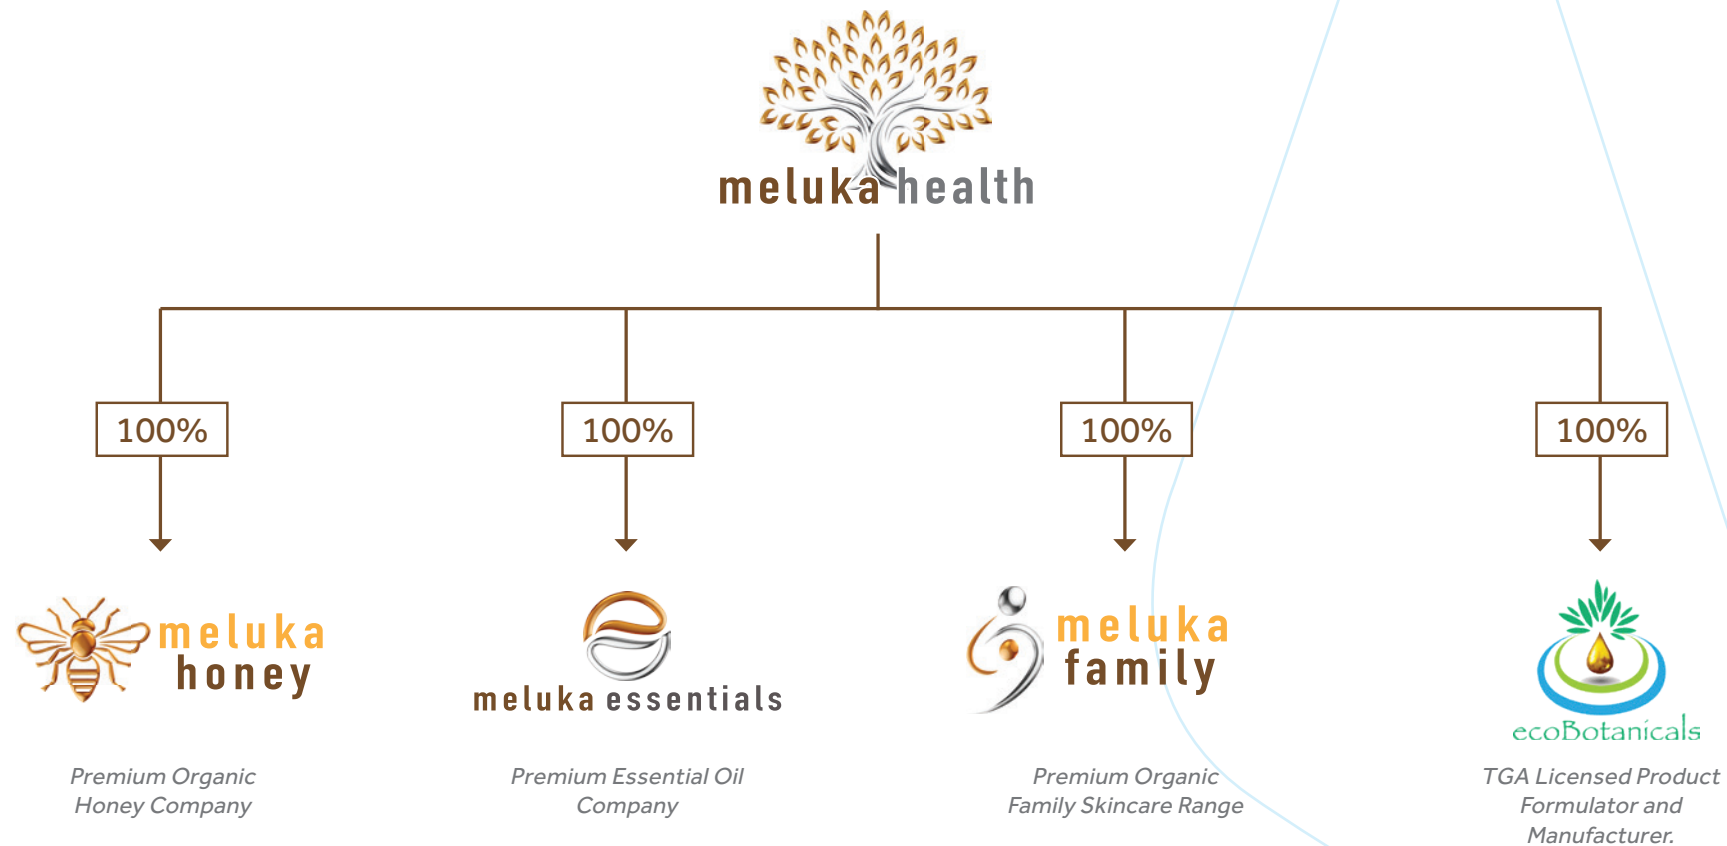 meluka health
100%
100%
100%
100%
meluka
honey
meluka essentials
meluka
family
ecoBotanicals
Premium Organic
Honey Company
Premium Essential Oil
Company
Premium Organic
Family Skincare Range
TGA Licensed Product
Formulator and
Manufacturer.